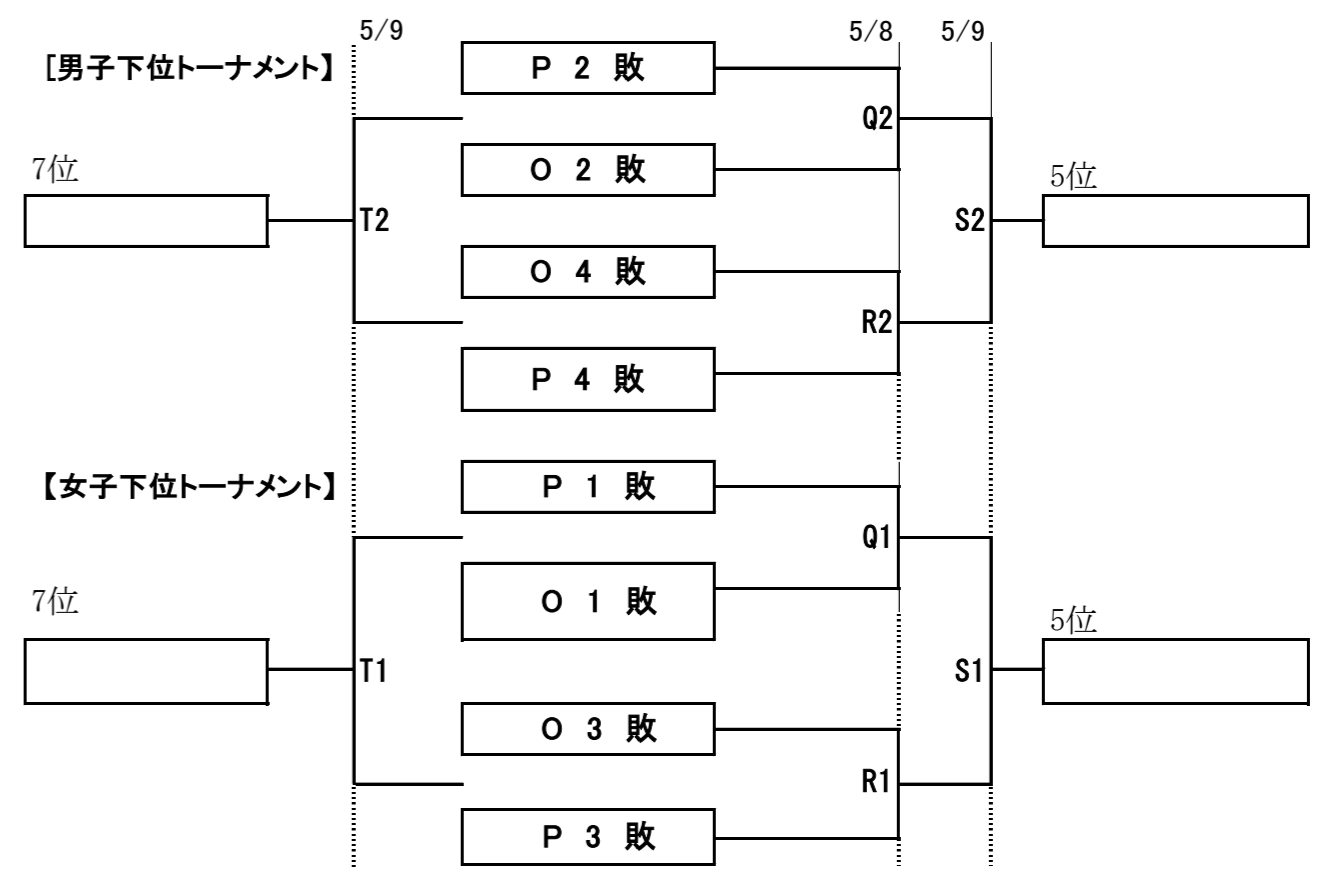 5/9
5/8
5/9
[男子下位トーナメント】
P 2 敗
Q2
O 2 敗
7位
5位
T2
S2
O 4 敗
R2
P 4 敗
【女子下位トーナメント】
P 1 敗
Q1
O 1 敗
7位
5位
T1
S1
O 3 敗
R1
P 3 敗